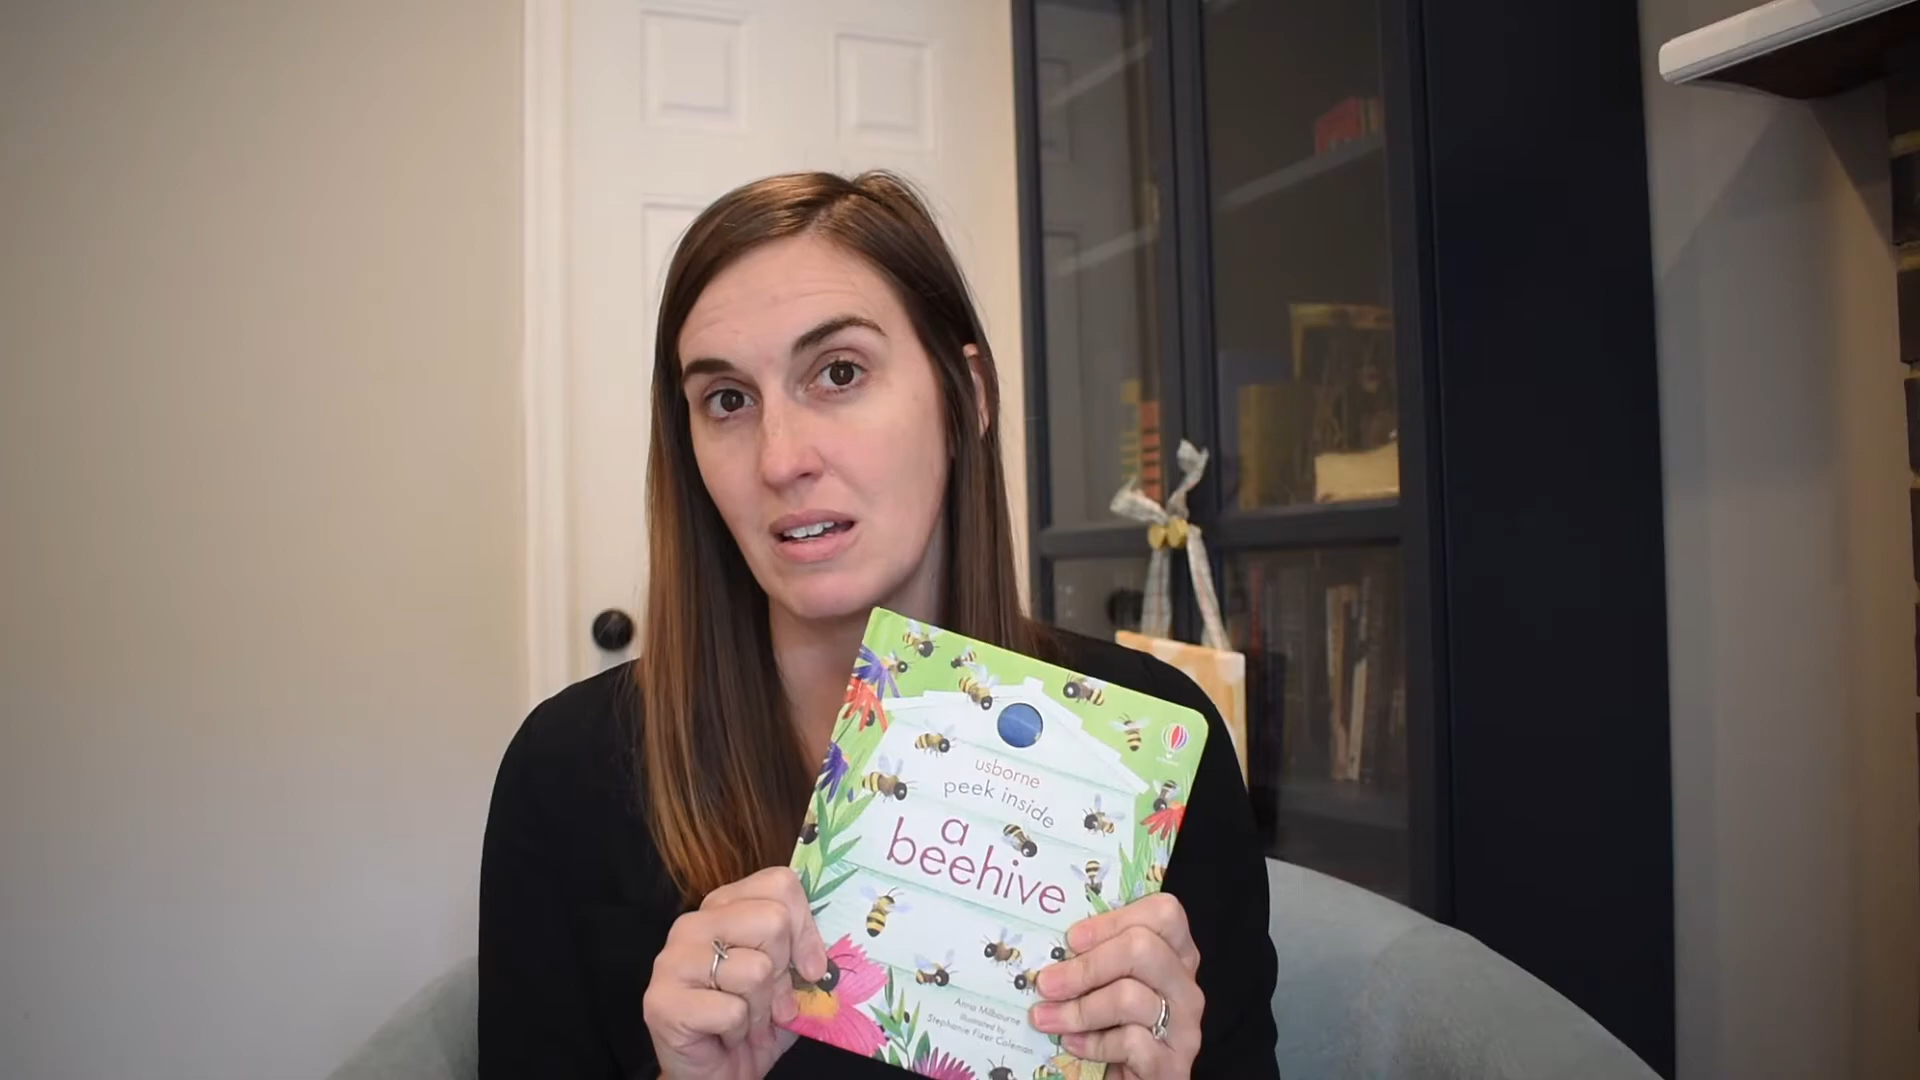 usborne
peek inside
a
beehive
Anna Milbourne
illustrated by
Stephanie Fizer Coleman